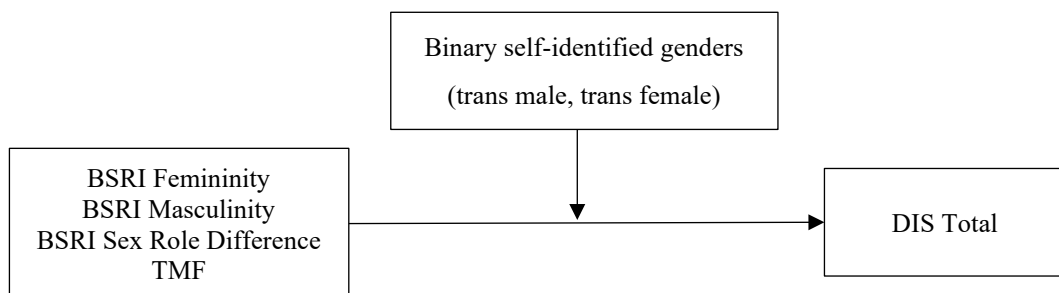 Binary self-identified genders
(trans male, trans female)
BSRI Femininity
BSRI Masculinity
BSRI Sex Role Difference
TMF
DIS Total